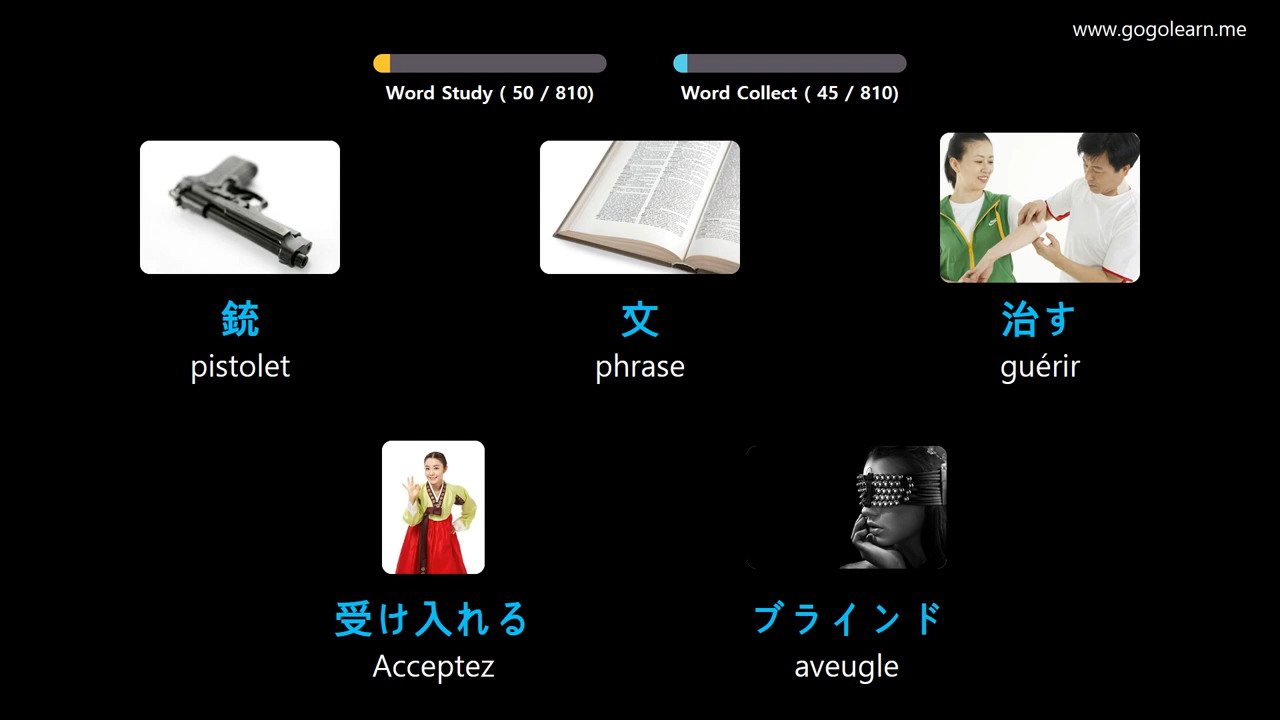 www.gogolearn.me
Word Study ( 50 / 810)
Word Collect ( 45 / 810)
銃
pistolet
文
phrase
治す
guérir
受け入れる
Acceptez
ブラインド
aveugle